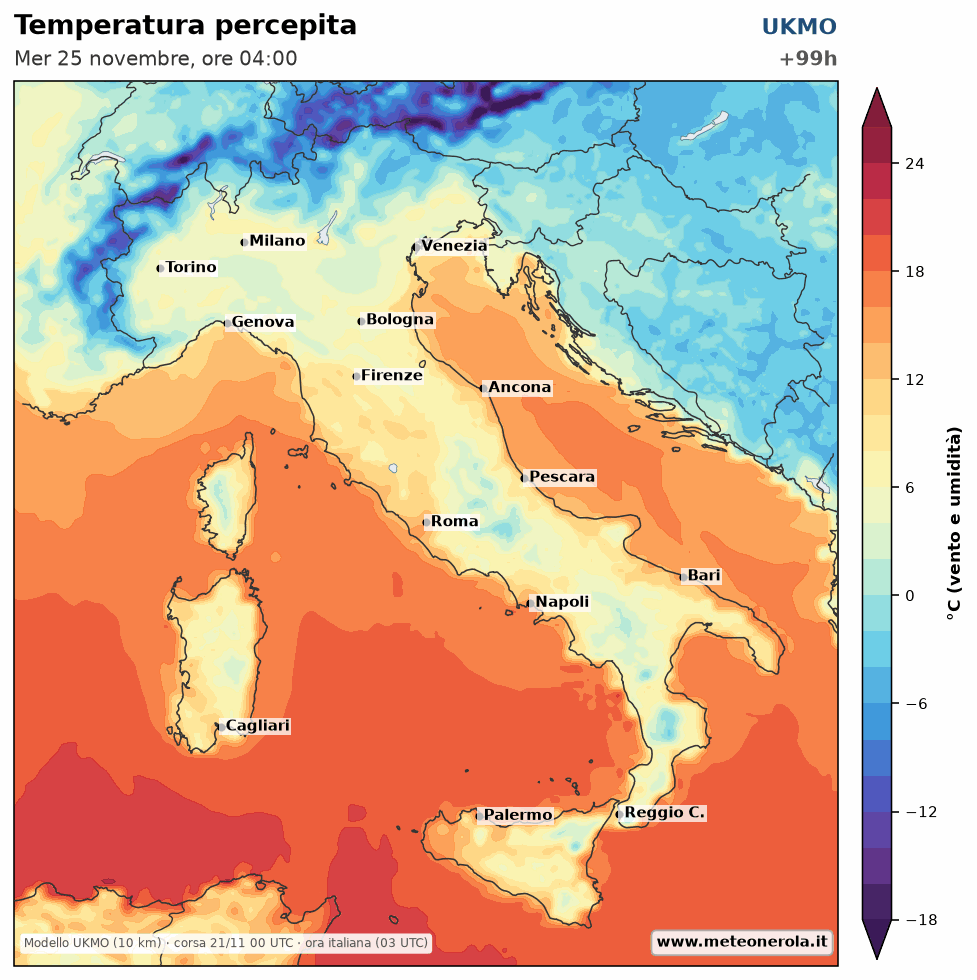 Temperatura percepita
UKMO
Mer 25 novembre, ore 04:00
+99h
Milano
Venezia
Torino
Genova
Bologna
Firenze
Ancona
Pescara
Roma
Bari
Napoli
Cagliari
Palermo
Reggio C.
24
18
12
6
0
−6
−12
−18
°C (vento e umidità)
Modello UKMO (10 km) · corsa 21/11 00 UTC · ora italiana (03 UTC)
www.meteonerola.it